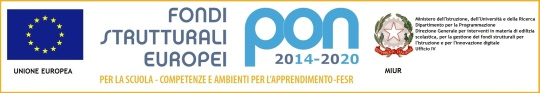 FONDI
STRUTTURALI
EUROPEI
pon
2014-2020
UNIONE EUROPEA
PER LA SCUOLA - COMPETENZE E AMBIENTI PER L'APPRENDIMENTO-FESR
MIUR
Ministero dell'Istruzione, dell'Università e della Ricerca
Dipartimento per la Programmazione
Direzione Generale per interventi in materia di edilizia
scolastica, per la gestione dei fondi strutturali per
l'istruzione e per l'innovazione digitale
Ufficio IV